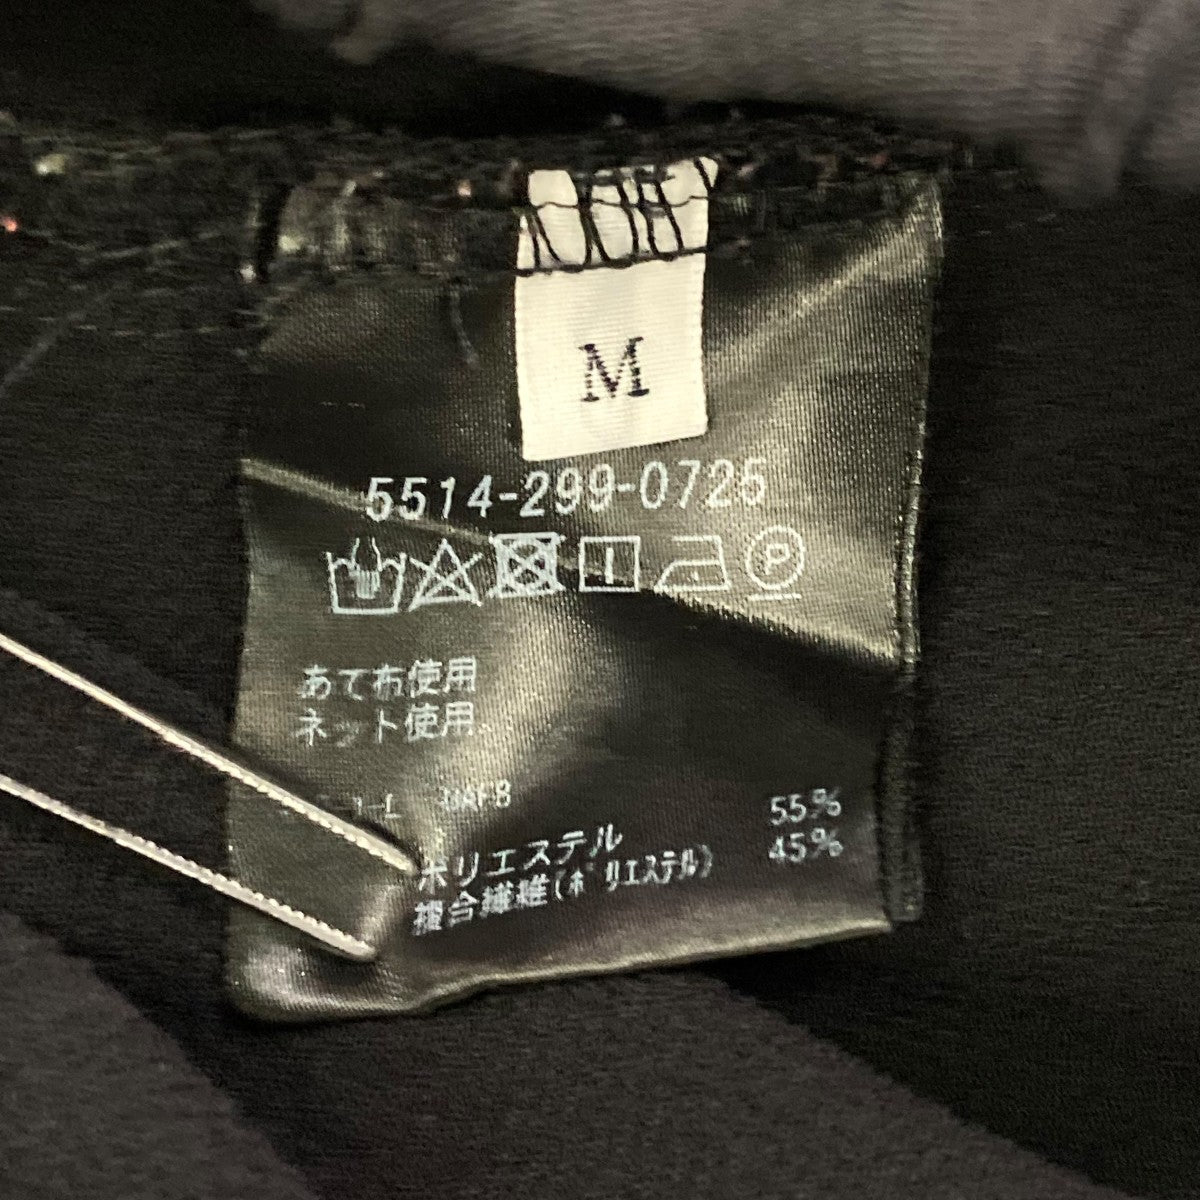 M
5514-299-0725
P
あて布使用
ネット使用
ポリエステル 55%
複合繊維(ポリエステル) 45%